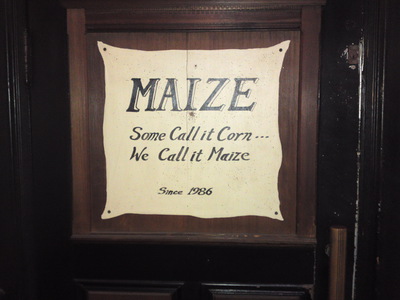 MAIZE
Some Call it Corn ---
We Call it Maize
Since 1986